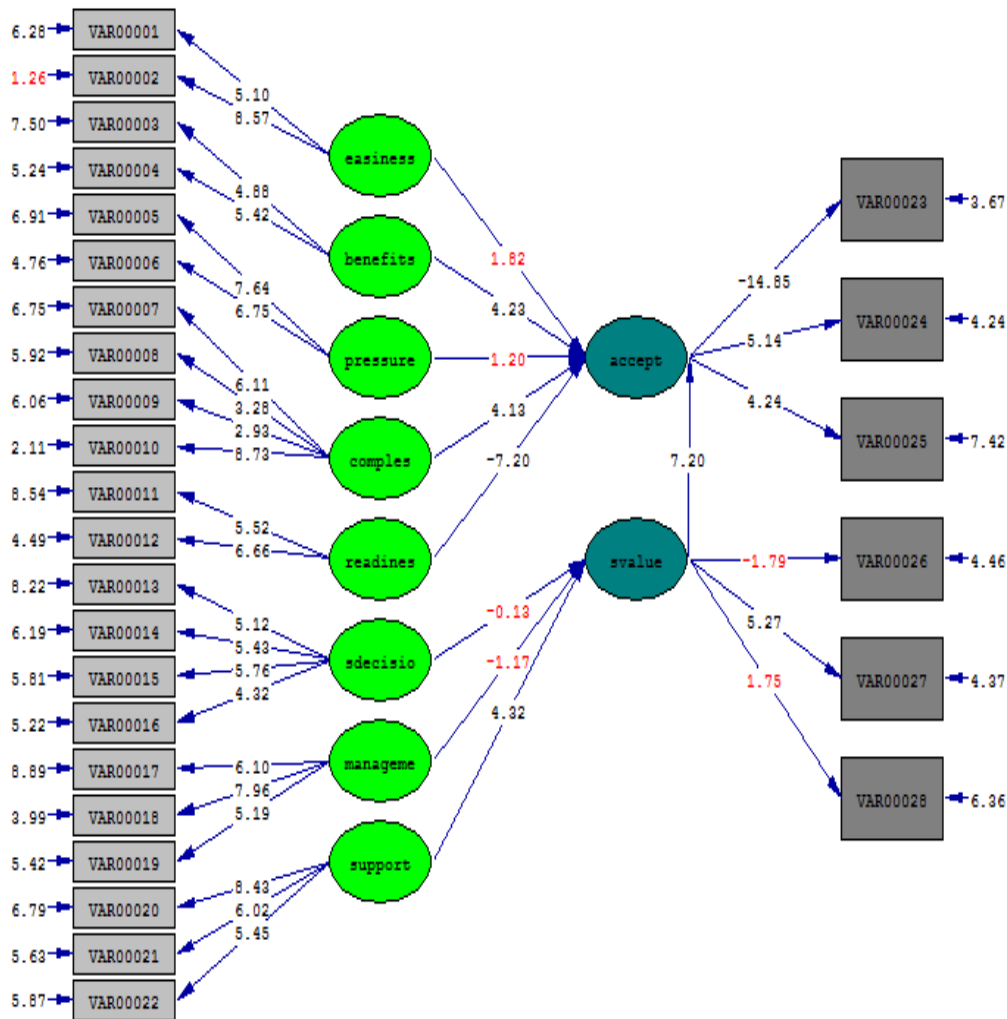 6.28 VAR00001
1.26 VAR00002
7.50 VAR00003
5.24 VAR00004
6.91 VAR00005
4.76 VAR00006
6.75 VAR00007
5.92 VAR00008
6.06 VAR00009
2.11 VAR00010
8.54 VAR00011
4.49 VAR00012
8.22 VAR00013
6.19 VAR00014
5.81 VAR00015
5.22 VAR00016
8.89 VAR00017
3.99 VAR00018
5.42 VAR00019
6.79 VAR00020
5.63 VAR00021
5.87 VAR00022
5.10
8.57
4.88
5.42
7.64
6.75
6.11
3.28
2.93
8.73
5.52
6.66
5.12
5.43
5.76
4.32
6.10
7.96
5.19
8.43
6.02
5.45
easiness
benefits
pressure
comples
readines
sdecisio
manageme
support
1.82
4.23
1.20
4.13
-7.20
-0.13
-1.17
4.32
accept
7.20
svalue
-14.85
5.14
4.24
-1.79
5.27
1.75
VAR00023 3.67
VAR00024 4.24
VAR00025 7.42
VAR00026 4.46
VAR00027 4.37
VAR00028 6.36